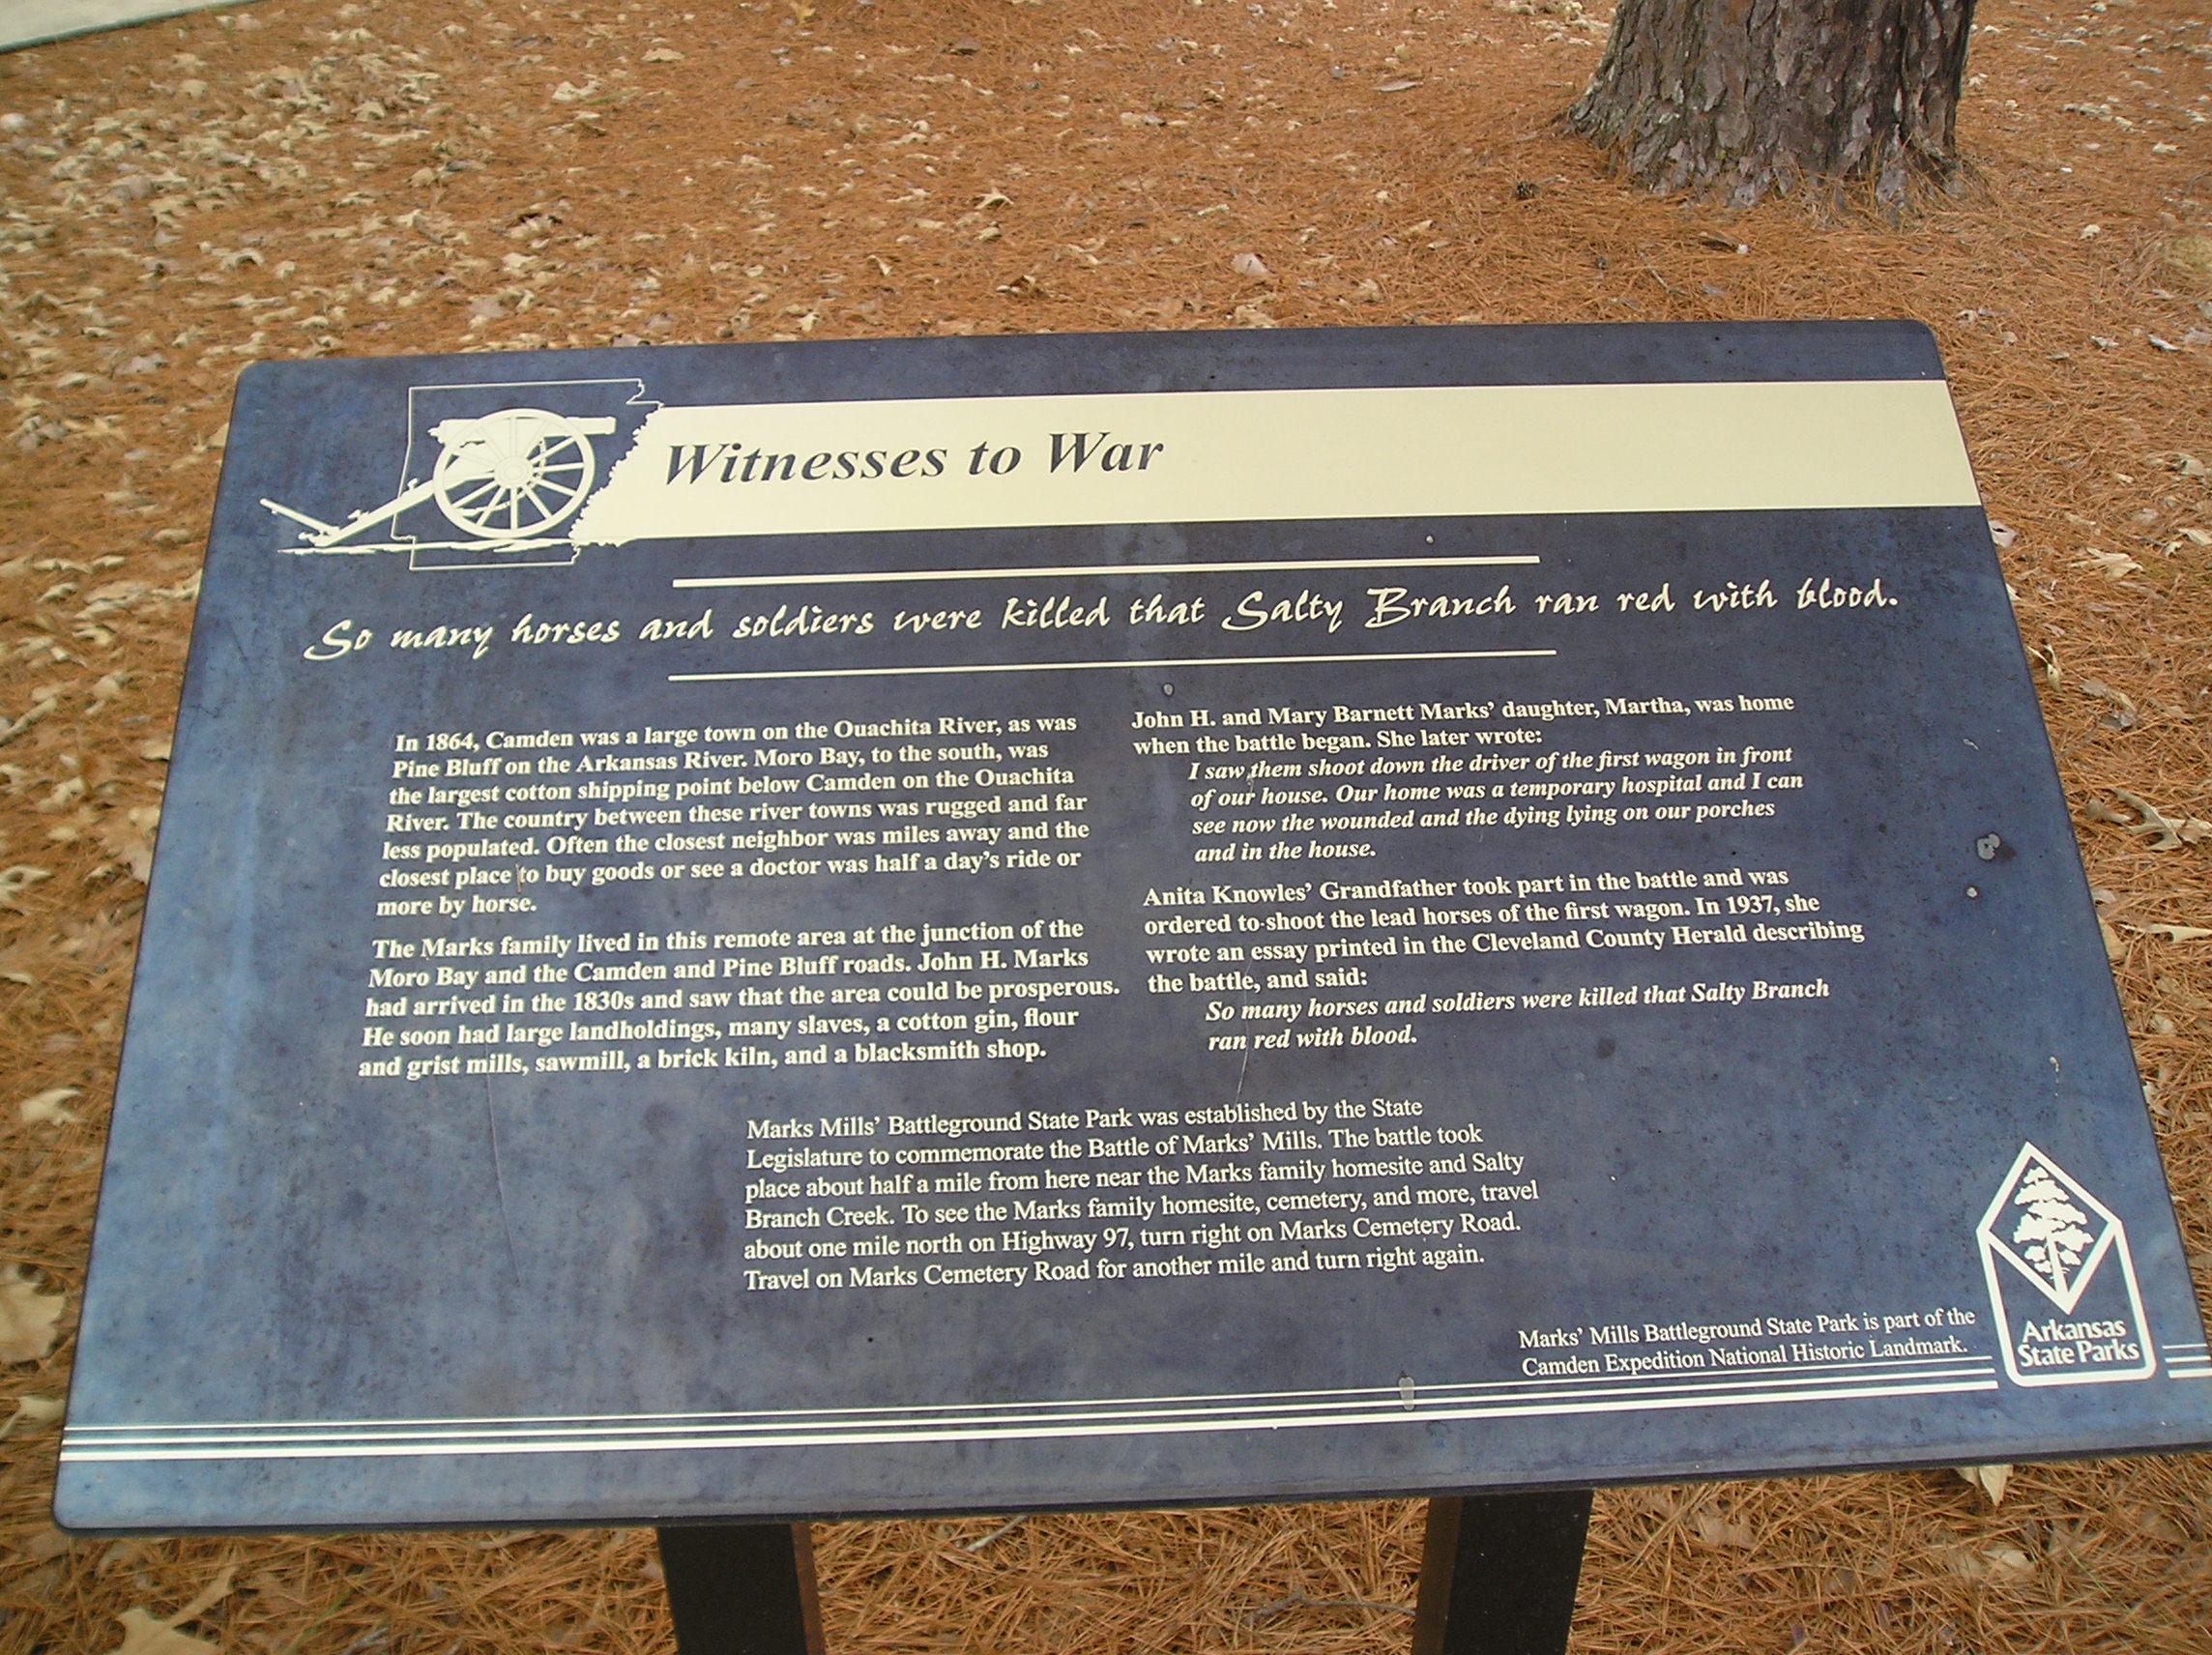 Witnesses to War
So many horses and soldiers were killed that Salty Branch ran red with blood.
In 1864, Camden was a large town on the Ouachita River, as was
Pine Bluff on the Arkansas River. Moro Bay, to the south, was
the largest cotton shipping point below Camden on the Ouachita
River. The country between these river towns was rugged and far
less populated. Often the closest neighbor was miles away and the
closest place to buy goods or see a doctor was half a day's ride or
more by horse.
The Marks family lived in this remote area at the junction of the
Moro Bay and the Camden and Pine Bluff roads. John H. Marks
had arrived in the 1830s and saw that the area could be prosperous.
He soon had large landholdings, many slaves, a cotton gin, flour
and grist mills, sawmill, a brick kiln, and a blacksmith shop.
John H. and Mary Barnett Marks' daughter, Martha, was home
when the battle began. She later wrote:
I saw them shoot down the driver of the first wagon in front
of our house. Our home was a temporary hospital and I can
see now the wounded and the dying lying on our porches
and in the house.
Anita Knowles' Grandfather took part in the battle and was
ordered to shoot the lead horses of the first wagon. In 1937, she
wrote an essay printed in the Cleveland County Herald describing
the battle, and said:
So many horses and soldiers were killed that Salty Branch
ran red with blood.
Marks Mills' Battleground State Park was established by the State
Legislature to commemorate the Battle of Marks' Mills. The battle took
place about half a mile from here near the Marks family homesite and Salty
Branch Creek. To see the Marks family homesite, cemetery, and more, travel
about one mile north on Highway 97, turn right on Marks Cemetery Road.
Travel on Marks Cemetery Road for another mile and turn right again.
Marks' Mills Battleground State Park is part of the
Camden Expedition National Historic Landmark.
Arkansas
State Parks